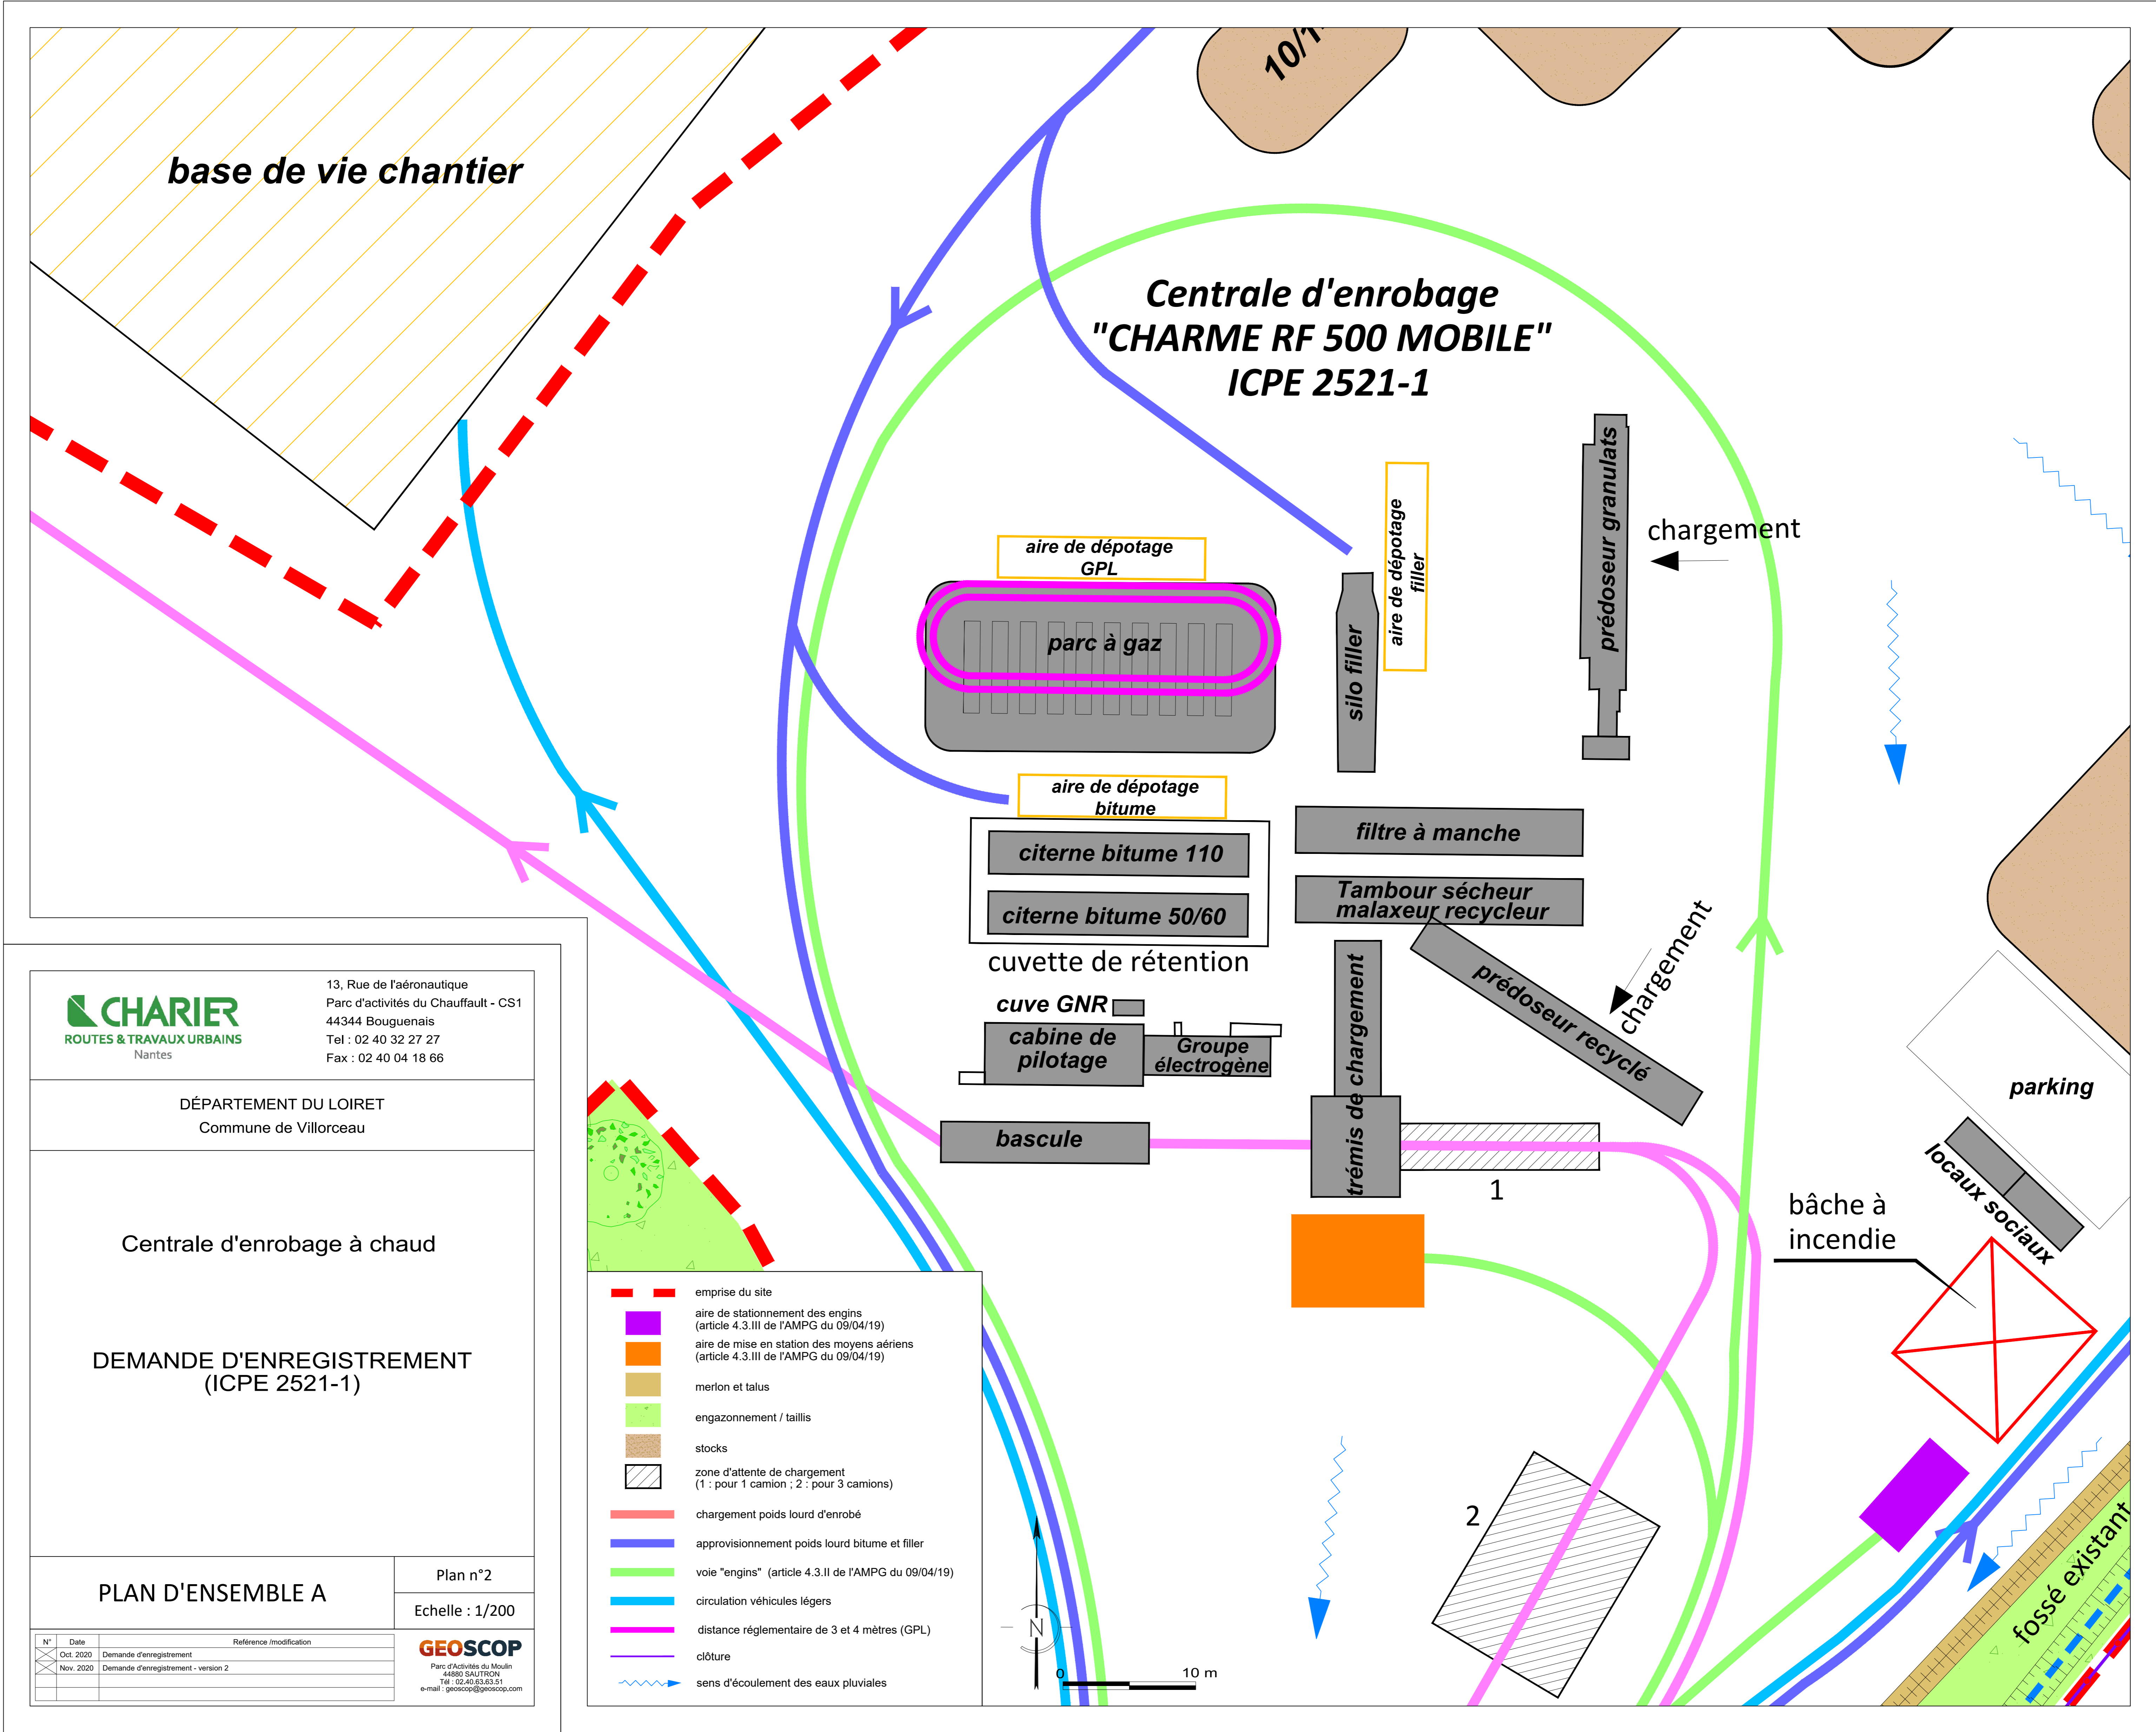 base de vie chantier
10/1
Centrale d'enrobage
"CHARME RF 500 MOBILE"
ICPE 2521-1
prédoseur granulats
chargement
aire de dépotage
filler
silo filler
aire de dépotage
GPL
parc à gaz
aire de dépotage
bitume
citerne bitume 110
citerne bitume 50/60
cuvette de rétention
filtre à manche
Tambour sécheur
malaxeur recycleur
chargement
prédoseur recyclé
trémis de chargement
cuve GNR
cabine de
pilotage
Groupe
électrogène
bascule
1
parking
locaux sociaux
bâche à
incendie
2
fossé existant
CHARIER
ROUTES & TRAVAUX URBAINS
Nantes
13, Rue de l'aéronautique
Parc d'activités du Chauffault - CS1
44344 Bouguenais
Tel : 02 40 32 27 27
Fax : 02 40 04 18 66
DÉPARTEMENT DU LOIRET
Commune de Villorceau
Centrale d'enrobage à chaud
DEMANDE D'ENREGISTREMENT
(ICPE 2521-1)
PLAN D'ENSEMBLE A
Plan n°2
Echelle : 1/200
N° Date Reférence /modification
Oct. 2020 Demande d'enregistrement
Nov. 2020 Demande d'enregistrement - version 2
GEOSCOP
Parc d'Activités du Moulin
44880 SAUTRON
Tél : 02.40.63.63.51
e-mail : geoscop@geoscop.com
emprise du site
aire de stationnement des engins
(article 4.3.III de l'AMPG du 09/04/19)
aire de mise en station des moyens aériens
(article 4.3.III de l'AMPG du 09/04/19)
merlon et talus
engazonnement / taillis
stocks
zone d'attente de chargement
(1 : pour 1 camion ; 2 : pour 3 camions)
chargement poids lourd d'enrobé
approvisionnement poids lourd bitume et filler
voie "engins" (article 4.3.II de l'AMPG du 09/04/19)
circulation véhicules légers
distance réglementaire de 3 et 4 mètres (GPL)
clôture
sens d'écoulement des eaux pluviales
N
0 10 m